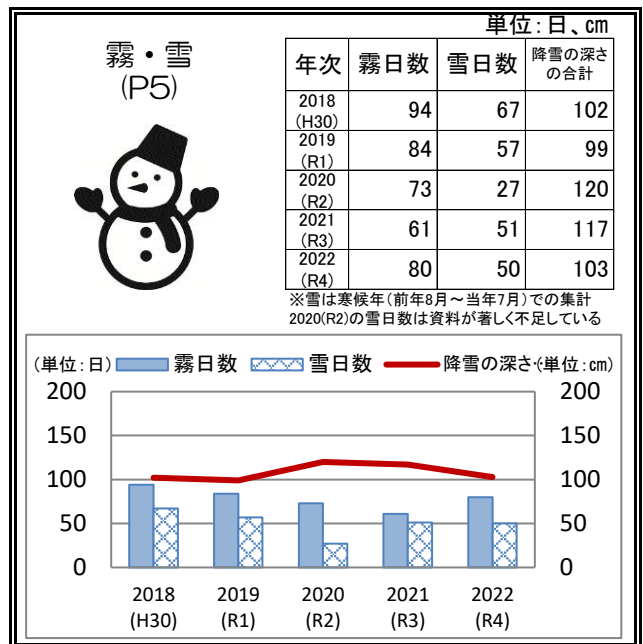 単位:日、cm
霧・雪
(P5)
年次 霧日数 雪日数 降雪の深さの合計
2018(H30) 94 67 102
2019(R1) 84 57 99
2020(R2) 73 27 120
2021(R3) 61 51 117
2022(R4) 80 50 103
※雪は寒候年(前年8月～当年7月)での集計
2020(R2)の雪日数は資料が著しく不足している
(単位:日) 霧日数 雪日数 降雪の深さ (単位:cm)
200 200
150 150
100 100
50 50
0 0
2018 2019 2020 2021 2022
(H30) (R1) (R2) (R3) (R4)